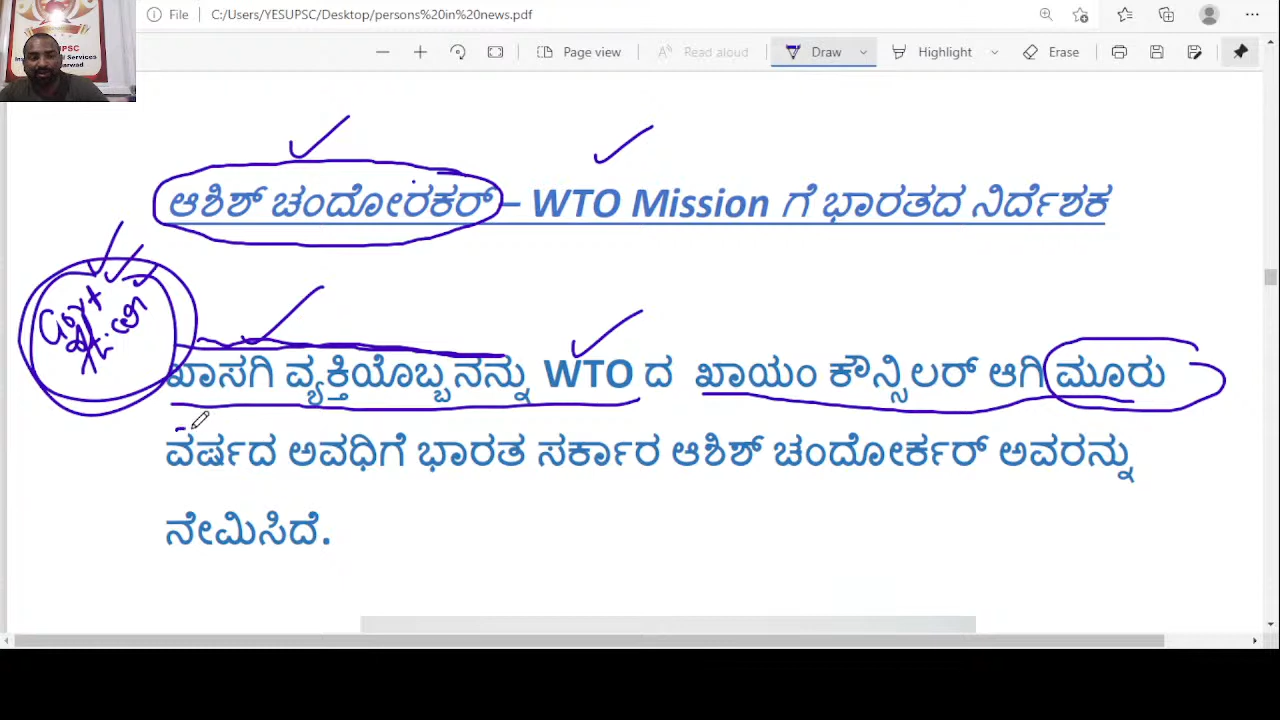 File C:/Users/YESUPSC/Desktop/persons%20in%20news.pdf
Page view Read aloud Draw Highlight Erase
ಆಶಿಶ್ ಚಂದೋರಕರ್ – WTO Mission ಗೆ ಭಾರತದ ನಿರ್ದೆಶಕ
Govt
ಖಾಸಗಿ ವ್ಯಕ್ತಿಯೊಬ್ಬನನ್ನು WTO ದ ಖಾಯಂ ಕೌನ್ಸಿಲರ್ ಆಗಿ ಮೂರು
ವರ್ಷದ ಅವಧಿಗೆ ಭಾರತ ಸರ್ಕಾರ ಆಶಿಶ್ ಚಂದೋರ್ಕರ್ ಅವರನ್ನು
ನೇಮಿಸಿದೆ.